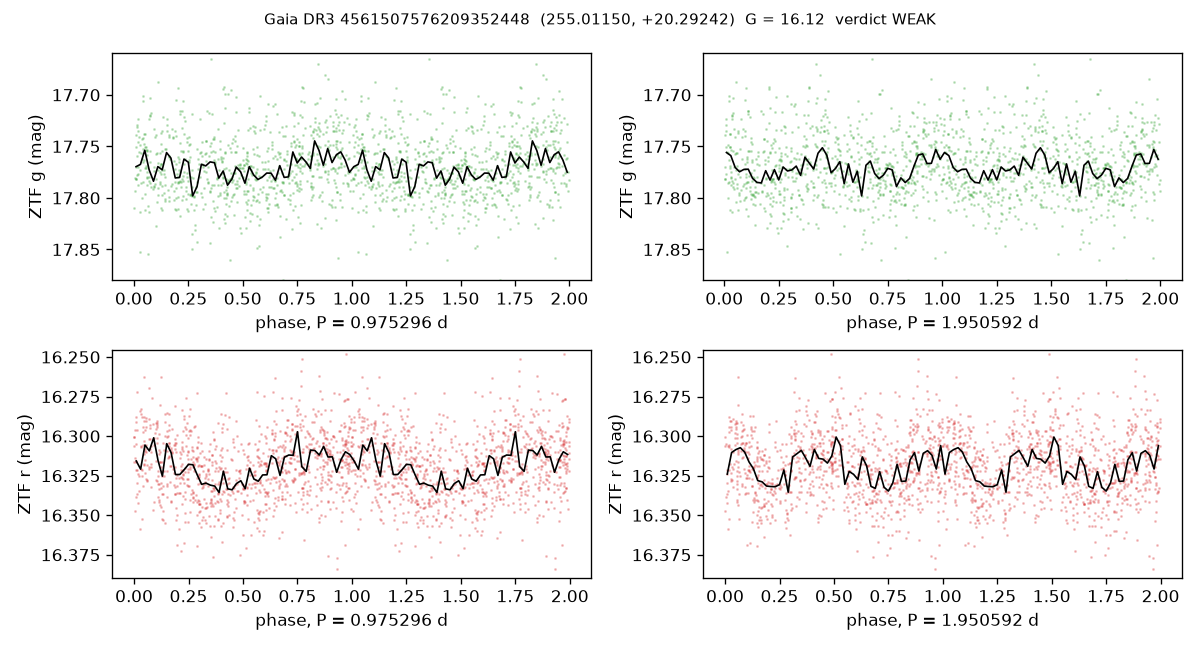 Gaia DR3 4561507576209352448 (255.01150, +20.29242) G = 16.12 verdict WEAK
ZTF g (mag)
17.70
17.75
17.80
17.85
0.00 0.25 0.50 0.75 1.00 1.25 1.50 1.75 2.00
phase, P = 0.975296 d
ZTF g (mag)
17.70
17.75
17.80
17.85
0.00 0.25 0.50 0.75 1.00 1.25 1.50 1.75 2.00
phase, P = 1.950592 d
ZTF r (mag)
16.250
16.275
16.300
16.325
16.350
16.375
0.00 0.25 0.50 0.75 1.00 1.25 1.50 1.75 2.00
phase, P = 0.975296 d
ZTF r (mag)
16.250
16.275
16.300
16.325
16.350
16.375
0.00 0.25 0.50 0.75 1.00 1.25 1.50 1.75 2.00
phase, P = 1.950592 d